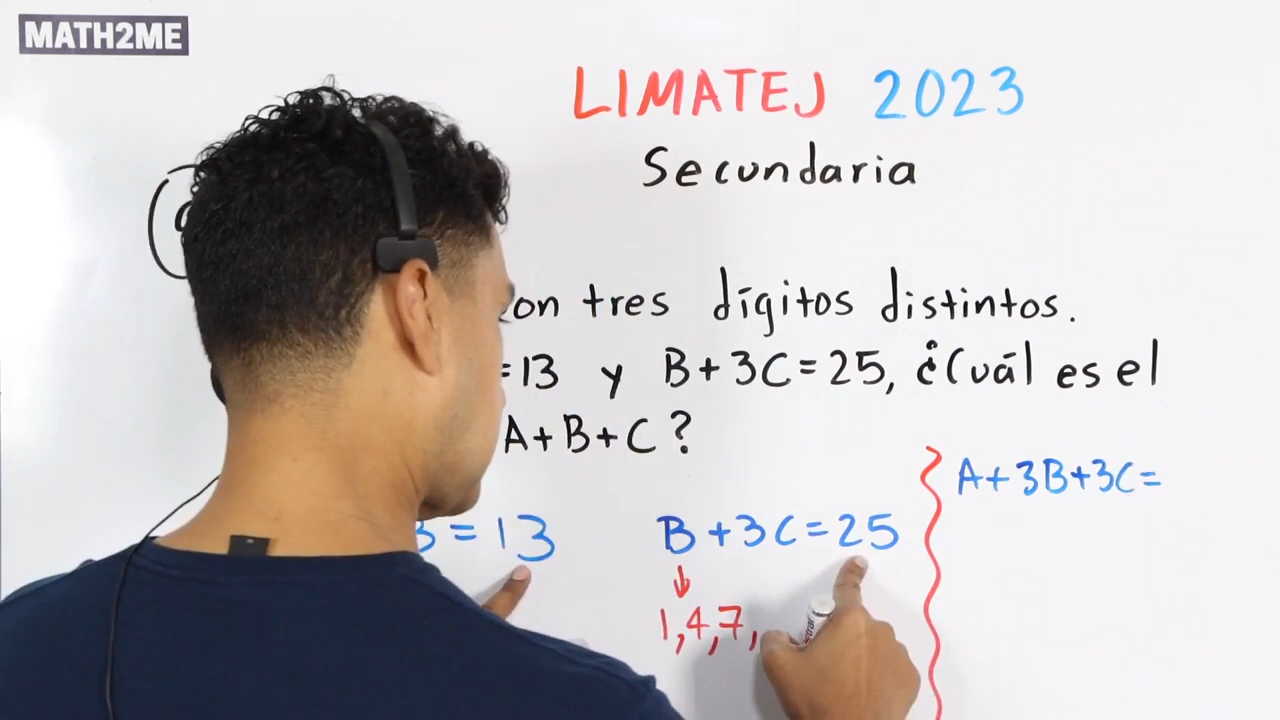 MATH2ME
LIMATEJ 2023
Secundaria
on tres dígitos distintos.
=13 y B+3C=25, ¿Cuál es el
A+B+C?
A+3B+3C=
B=13 B+3C=25
1,4,7,